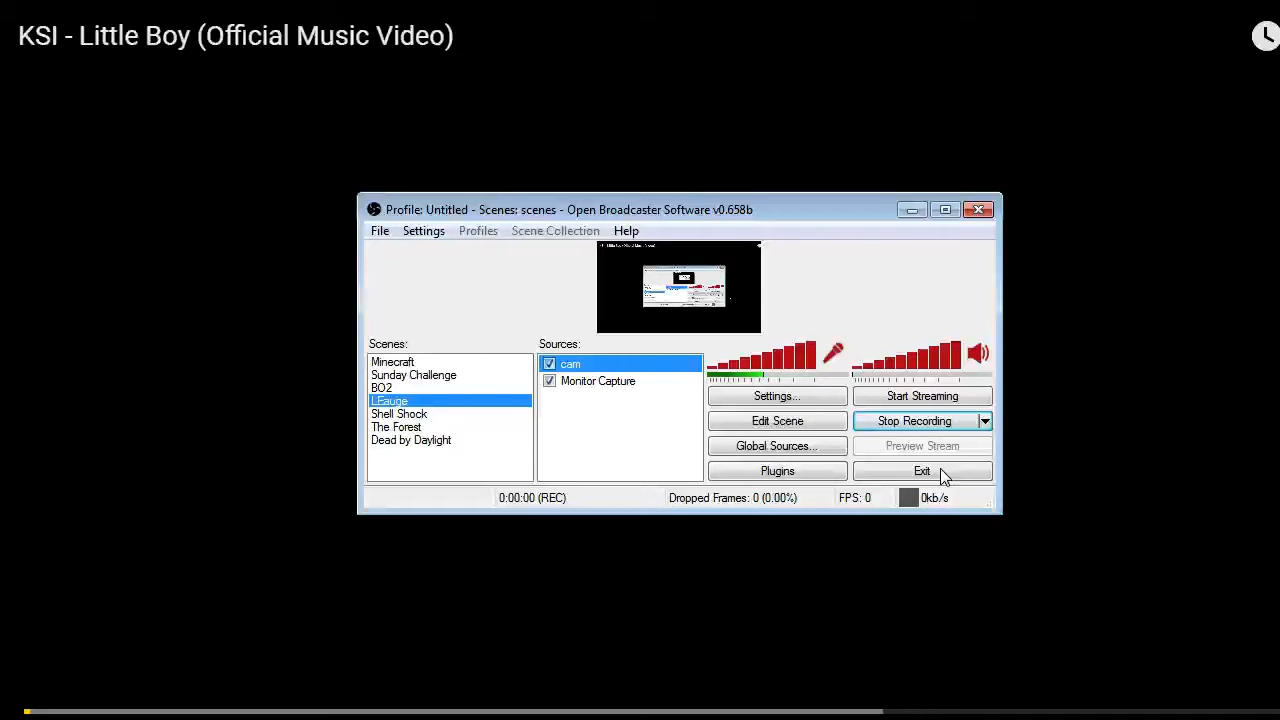 KSI - Little Boy (Official Music Video)
Profile: Untitled - Scenes: scenes - Open Broadcaster Software v0.658b
File Settings Profiles Scene Collection Help
Scenes:
Minecraft
Sunday Challenge
BO2
LFauge
Shell Shock
The Forest
Dead by Daylight
Sources:
cam
Monitor Capture
Settings...
Start Streaming
Edit Scene
Stop Recording
Global Sources...
Preview Stream
Plugins
Exit
0:00:00 (REC)
Dropped Frames: 0 (0.00%)
FPS: 0
0kb/s